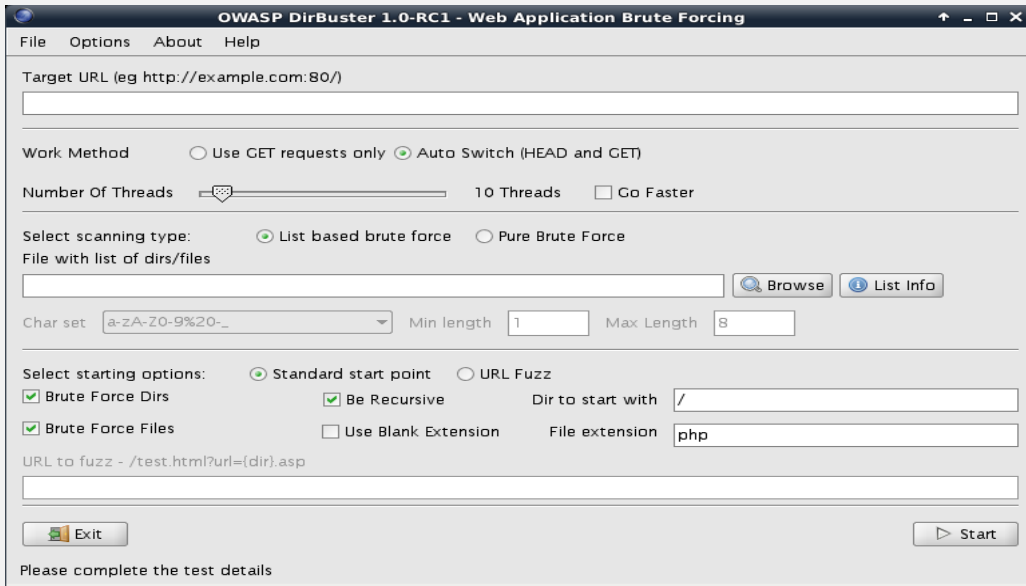 OWASP DirBuster 1.0-RC1 - Web Application Brute Forcing
File Options About Help
Target URL (eg http://example.com:80/)
Work Method Use GET requests only Auto Switch (HEAD and GET)
Number Of Threads 10 Threads Go Faster
Select scanning type: List based brute force Pure Brute Force
File with list of dirs/files
Browse List Info
Char set a-zA-Z0-9%20-_ Min length 1 Max Length 8
Select starting options: Standard start point URL Fuzz
Brute Force Dirs Be Recursive Dir to start with /
Brute Force Files Use Blank Extension File extension php
URL to fuzz - /test.html?url={dir}.asp
Exit Start
Please complete the test details